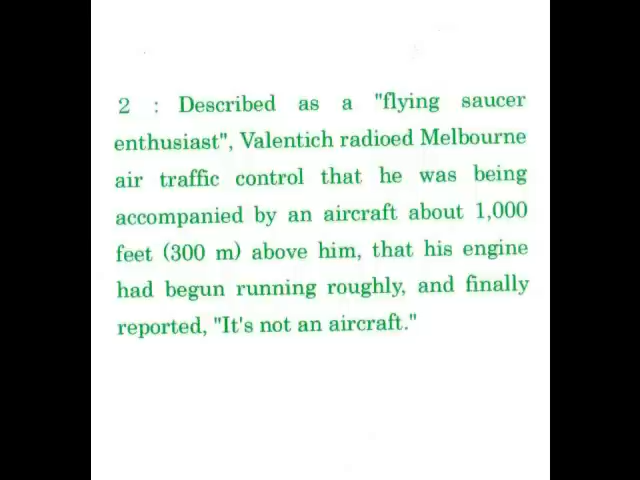 2 : Described as a "flying saucer
enthusiast", Valentich radioed Melbourne
air traffic control that he was being
accompanied by an aircraft about 1,000
feet (300 m) above him, that his engine
had begun running roughly, and finally
reported, "It's not an aircraft."